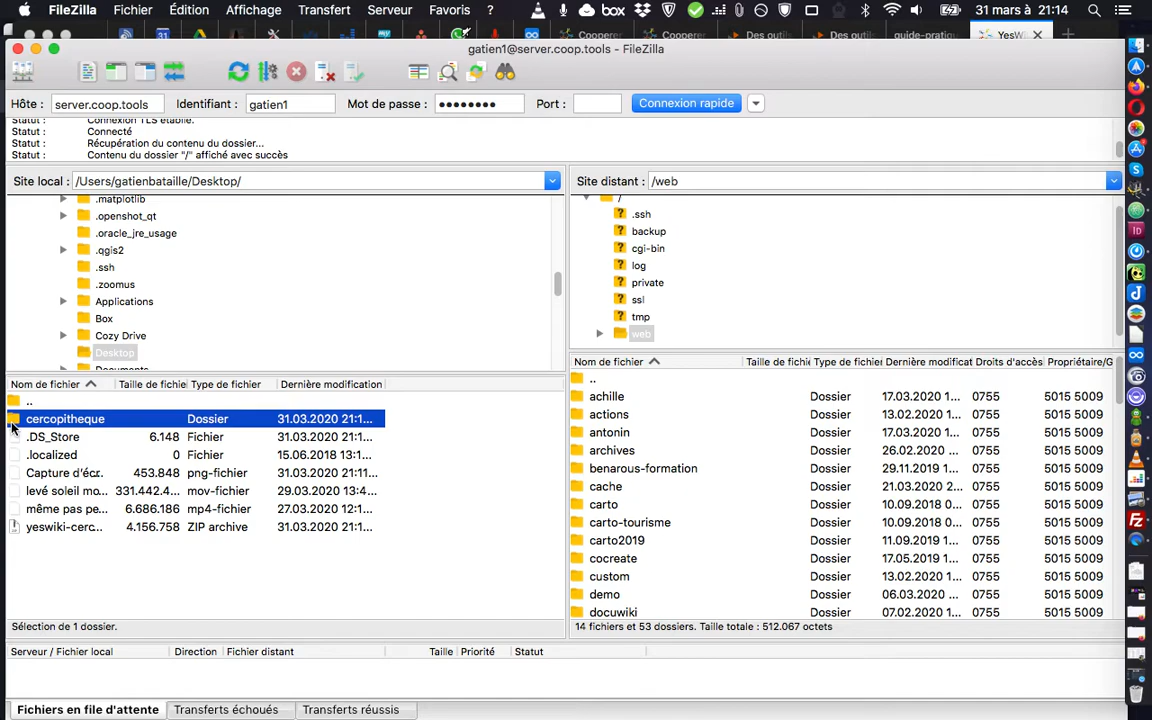 FileZilla Fichier Édition Affichage Transfert Serveur Favoris ? box 31 mars à 21:14
Cooperer Cooperer Des outi Des outi guide-pratiq YesWi
gatien1@server.coop.tools - FileZilla
Hôte : server.coop.tools Identifiant : gatien1 Mot de passe : ●●●●●●●● Port : Connexion rapide
Statut : Connexion TLS établie.
Statut : Connecté
Statut : Récupération du contenu du dossier...
Statut : Contenu du dossier "/" affiché avec succès
Site local : /Users/gatienbataille/Desktop/
.matplotlib
.openshot_qt
.oracle_jre_usage
.qgis2
.ssh
.zoomus
Applications
Box
Cozy Drive
Desktop
Documents
Site distant : /web
/
? .ssh
? backup
? cgi-bin
? log
? private
? ssl
? tmp
web
Nom de fichier Taille de fichie Type de fichier Dernière modification
..
cercopitheque Dossier 31.03.2020 21:1...
.DS_Store 6.148 Fichier 31.03.2020 21:1...
.localized 0 Fichier 15.06.2018 13:1...
Capture d'écr.. 453.848 png-fichier 31.03.2020 21:11...
levé soleil mo... 331.442.4... mov-fichier 29.03.2020 13:4...
même pas pe... 6.686.186 mp4-fichier 27.03.2020 12:1...
yeswiki-cerc... 4.156.758 ZIP archive 31.03.2020 21:1...
Sélection de 1 dossier.
Nom de fichier Taille de fichi Type de fichier Dernière modificat Droits d'accès Propriétaire/G
..
achille Dossier 17.03.2020 1... 0755 5015 5009
actions Dossier 13.02.2020 1... 0755 5015 5009
antonin Dossier 17.03.2020 1... 0755 5015 5009
archives Dossier 26.02.2020 ... 0755 5015 5009
benarous-formation Dossier 29.11.2019 1... 0755 5015 5009
cache Dossier 21.03.2020 2... 0755 5015 5009
carto Dossier 10.09.2018 0... 0755 5015 5009
carto-tourisme Dossier 10.09.2018 0... 0755 5015 5009
carto2019 Dossier 11.09.2019 1... 0755 5015 5009
cocreate Dossier 17.05.2019 1... 0755 5015 5009
custom Dossier 13.02.2020 1... 0755 5015 5009
demo Dossier 06.03.2020 ... 0755 5015 5009
docuwiki Dossier 07.02.2020 1... 0755 5015 5009
14 fichiers et 53 dossiers. Taille totale : 512.067 octets
Serveur / Fichier local Direction Fichier distant Taille Priorité Statut
Fichiers en file d'attente Transferts échoués Transferts réussis